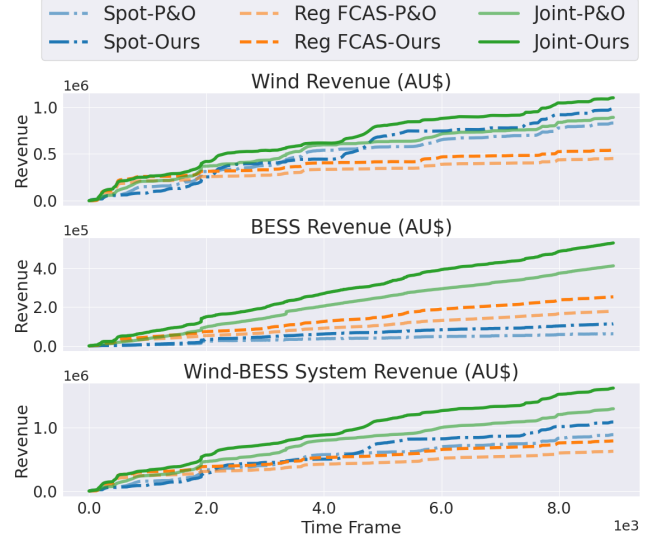 Spot-P&O Reg FCAS-P&O Joint-P&O
Spot-Ours Reg FCAS-Ours Joint-Ours
Wind Revenue (AU$)
1e6
1.0
0.5
0.0
Revenue
BESS Revenue (AU$)
1e5
4.0
2.0
0.0
Revenue
Wind-BESS System Revenue (AU$)
1e6
1.0
0.0
Revenue
0.0 2.0 4.0 6.0 8.0
Time Frame
1e3